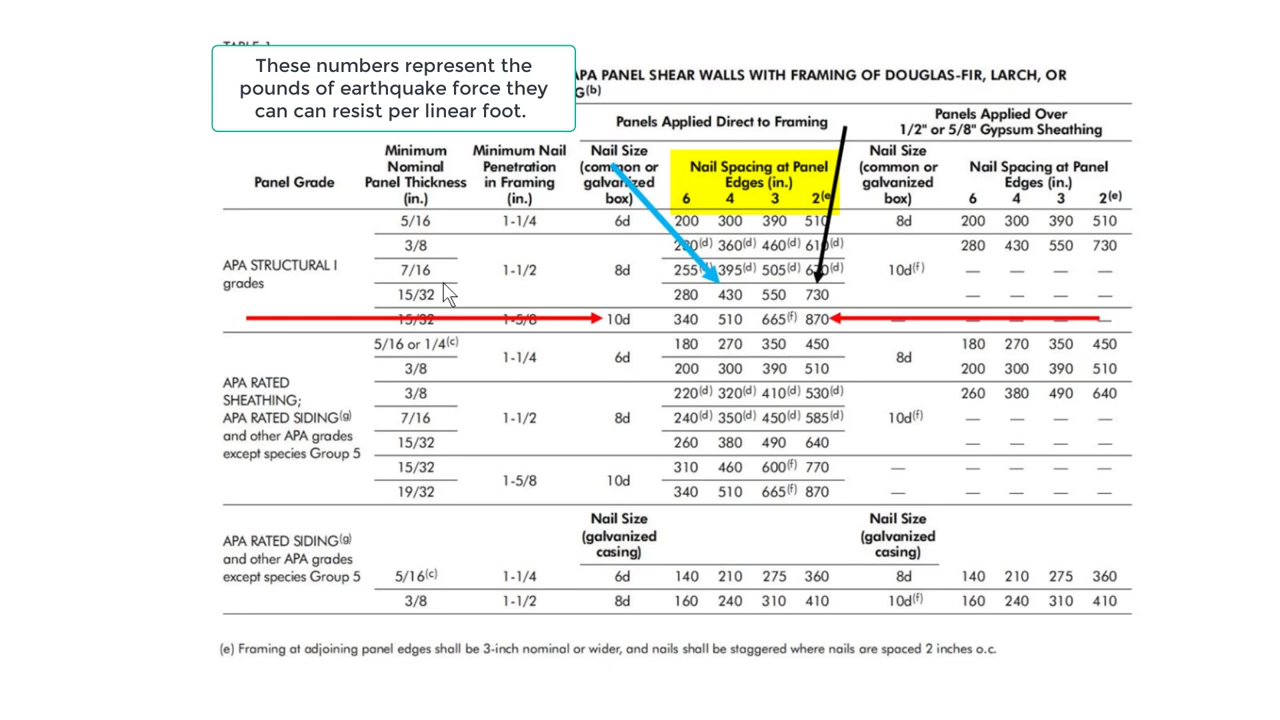 These numbers represent the
pounds of earthquake force they
can can resist per linear foot.
APA PANEL SHEAR WALLS WITH FRAMING OF DOUGLAS-FIR, LARCH, OR
G(b)
Panels Applied Direct to Framing
Panels Applied Over
1/2" or 5/8" Gypsum Sheathing
Panel Grade
Minimum
Nominal
Panel Thickness
(in.)
Minimum Nail
Penetration
in Framing
(in.)
Nail Size
(common or
galvanized
box)
Nail Spacing at Panel
Edges (in.)
6 4 3 2(e
Nail Size
(common or
galvanized
box)
Nail Spacing at Panel
Edges (in.)
6 4 3 2(e)
APA STRUCTURAL I
grades
5/16 1-1/4 6d 200 300 390 510 8d 200 300 390 510
3/8 (d) 360(d) 460(d) (d) 280 430 550 730
7/16 1-1/2 8d 255 395(d) 505(d) (d) 10d(f) — — — —
15/32 280 430 550 730 — — — —
15/32 1-5/8 10d 340 510 665(f) 870 — — — —
APA RATED
SHEATHING;
APA RATED SIDING(g)
and other APA grades
except species Group 5
5/16 or 1/4(c) 1-1/4 6d 180 270 350 450 8d 180 270 350 450
3/8 200 300 390 510 200 300 390 510
3/8 220(d) 320(d) 410(d) 530(d) 260 380 490 640
7/16 1-1/2 8d 240(d) 350(d) 450(d) 585(d) 10d(f) — — — —
15/32 260 380 490 640 — — — —
15/32 1-5/8 10d 310 460 600(f) 770 — — — — —
19/32 340 510 665(f) 870 — — — — —
Nail Size
(galvanized
casing)
Nail Size
(galvanized
casing)
APA RATED SIDING(g)
and other APA grades
except species Group 5
5/16(c) 1-1/4 6d 140 210 275 360 8d 140 210 275 360
3/8 1-1/2 8d 160 240 310 410 10d(f) 160 240 310 410
(e) Framing at adjoining panel edges shall be 3-inch nominal or wider, and nails shall be staggered where nails are spaced 2 inches o.c.